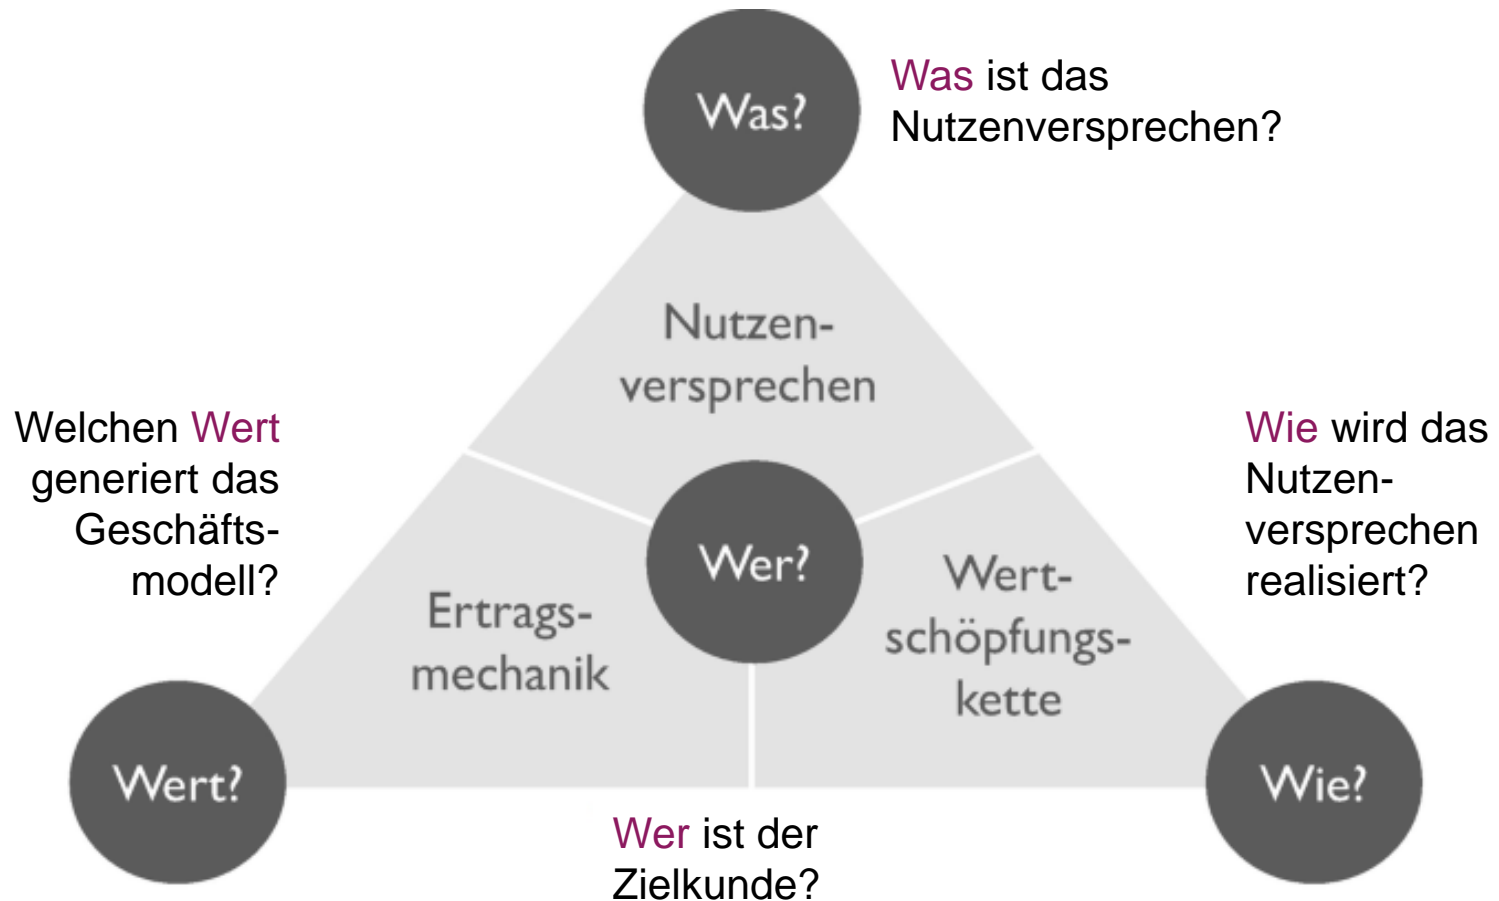 Was?
Was ist das
Nutzenversprechen?
Nutzen-
versprechen
Welchen Wert
generiert das
Geschäfts-
modell?
Wie wird das
Nutzen-
versprechen
realisiert?
Wer?
Ertrags-
mechanik
Wert-
schöpfungs-
kette
Wert?
Wie?
Wer ist der
Zielkunde?